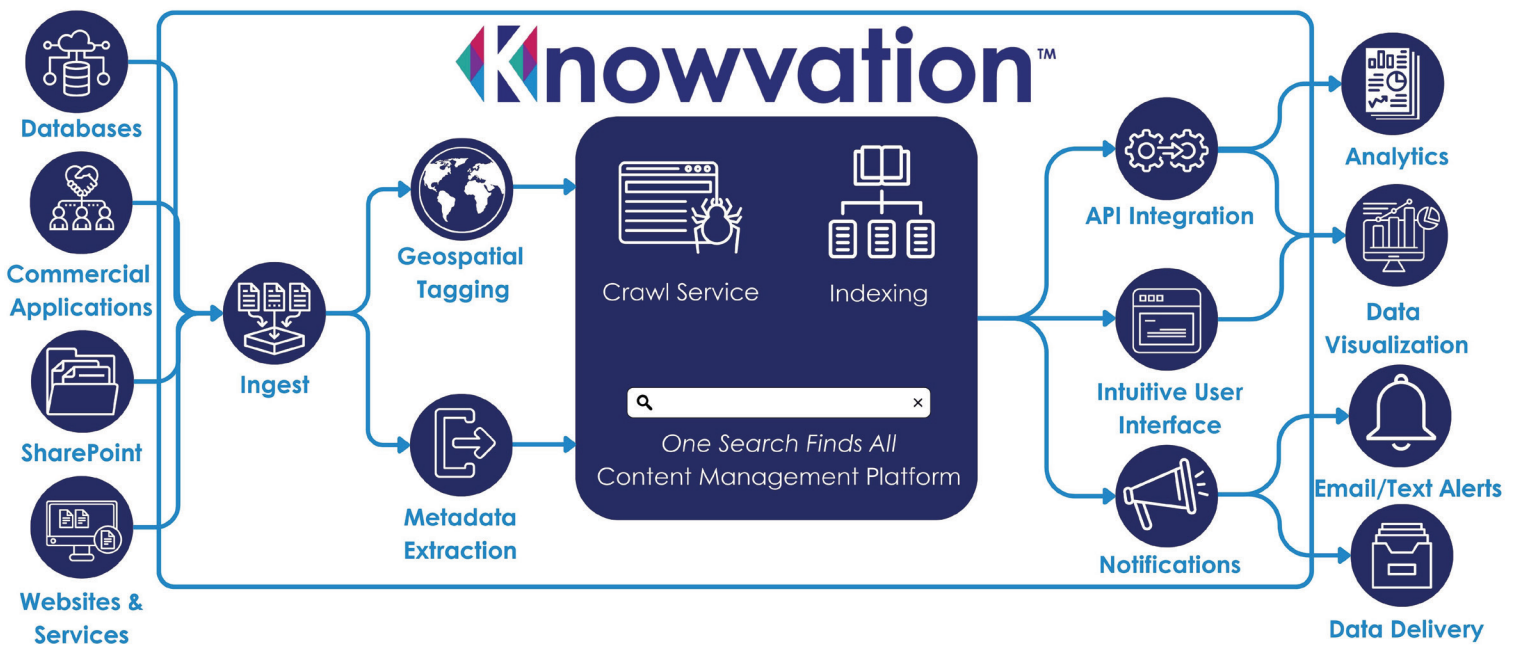 Knowvation™
Databases
Commercial
Applications
SharePoint
Websites &
Services
Ingest
Geospatial
Tagging
Metadata
Extraction
Crawl Service
Indexing
×
One Search Finds All
Content Management Platform
API Integration
Intuitive User
Interface
Notifications
Analytics
Data
Visualization
Email/Text Alerts
Data Delivery